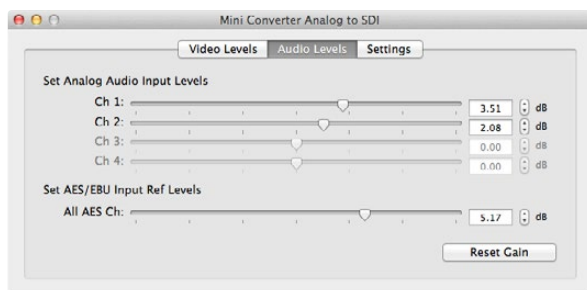 Mini Converter Analog to SDI
Video Levels Audio Levels Settings
Set Analog Audio Input Levels
Ch 1: 3.51 dB
Ch 2: 2.08 dB
Ch 3: 0.00 dB
Ch 4: 0.00 dB
Set AES/EBU Input Ref Levels
All AES Ch: 5.17 dB
Reset Gain